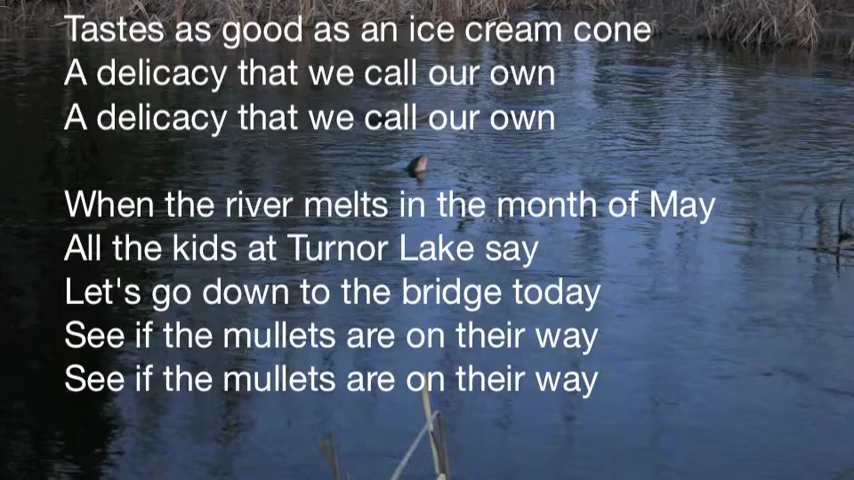 Tastes as good as an ice cream cone
A delicacy that we call our own
A delicacy that we call our own
When the river melts in the month of May
All the kids at Turnor Lake say
Let's go down to the bridge today
See if the mullets are on their way
See if the mullets are on their way